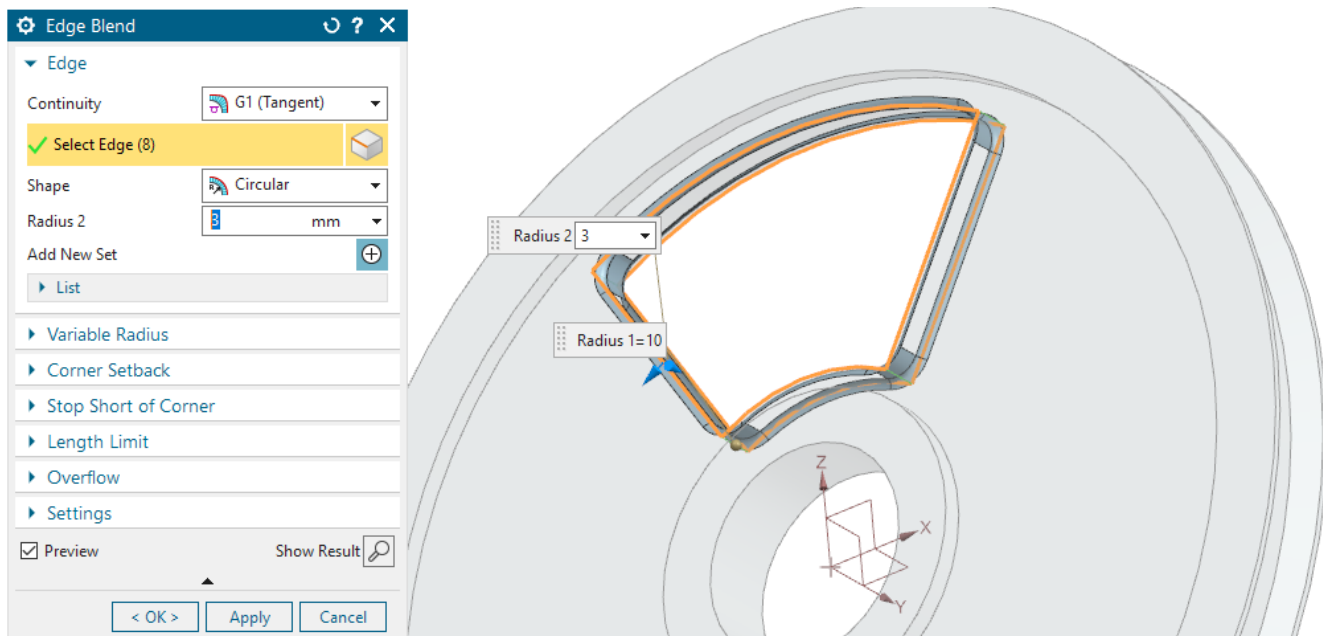 Edge Blend ?
Edge
Continuity G1 (Tangent)
Select Edge (8)
Shape Circular
Radius 2 3 mm
Add New Set
List
Variable Radius
Corner Setback
Stop Short of Corner
Length Limit
Overflow
Settings
Preview Show Result
< OK > Apply Cancel
Radius 2 3
Radius 1=10
Z
X
Y